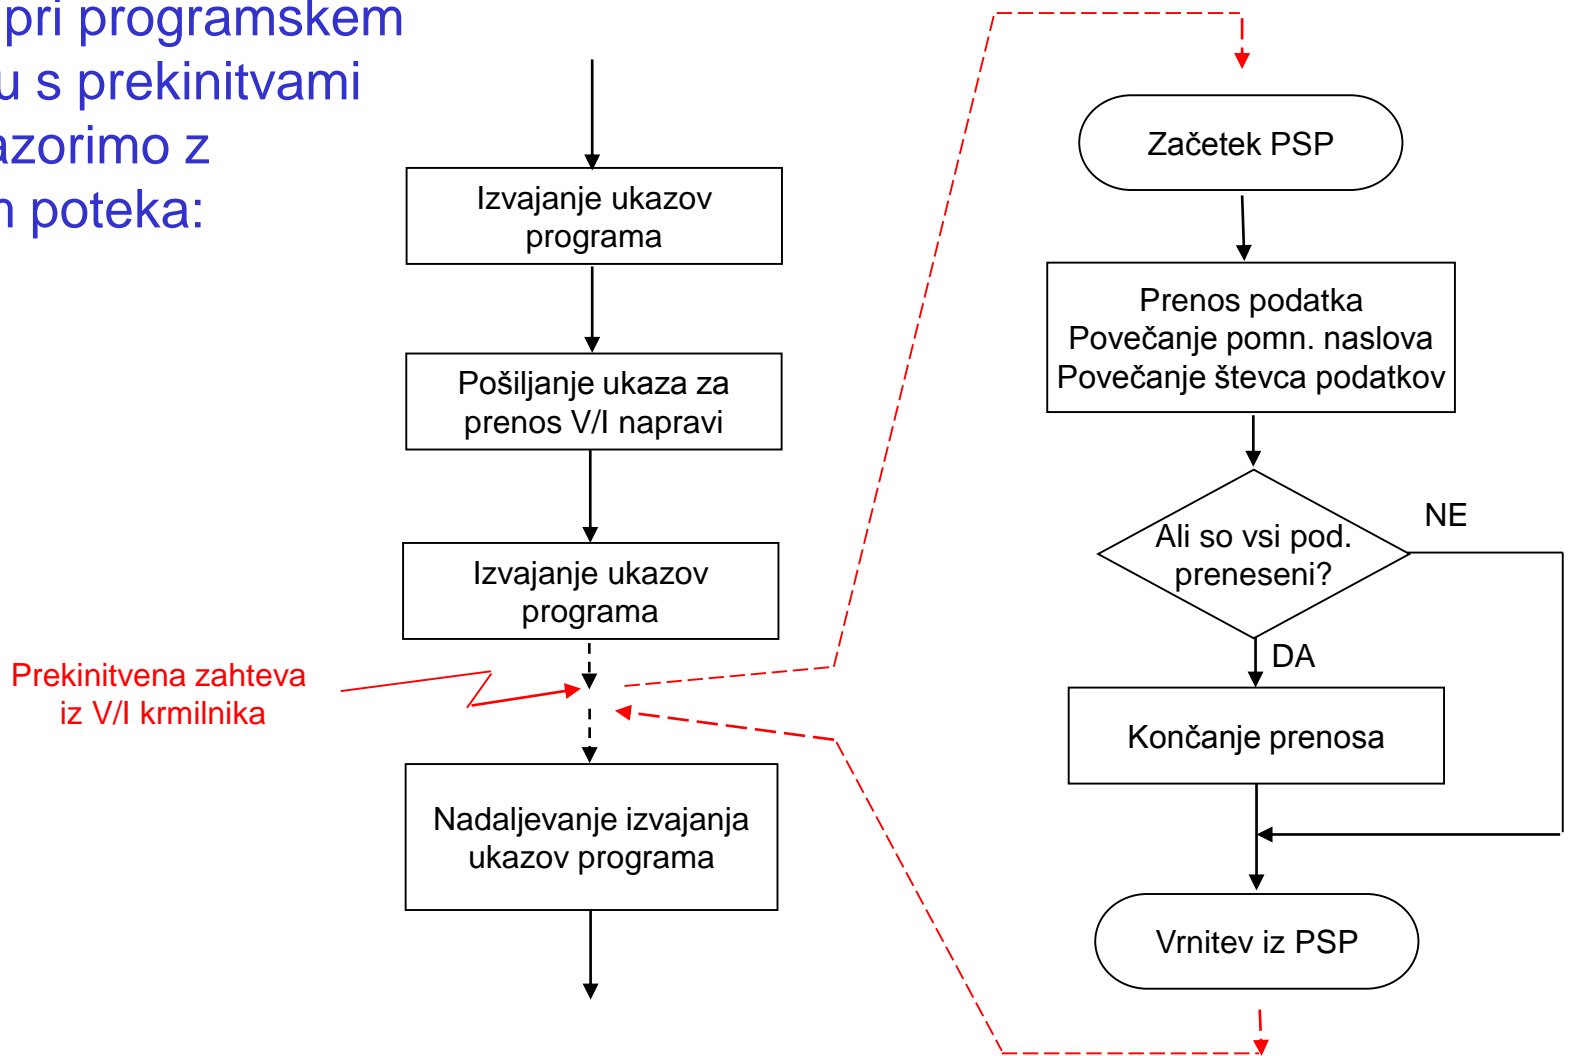 pri programskem
u s prekinitvami
azorimo z
poteka:
Izvajanje ukazov
programa
Pošiljanje ukaza za
prenos V/I napravi
Izvajanje ukazov
programa
Prekinitvena zahteva
iz V/I krmilnika
Nadaljevanje izvajanja
ukazov programa
Začetek PSP
Prenos podatka
Povečanje pomn. naslova
Povečanje števca podatkov
Ali so vsi pod.
preneseni?
NE
DA
Končanje prenosa
Vrnitev iz PSP